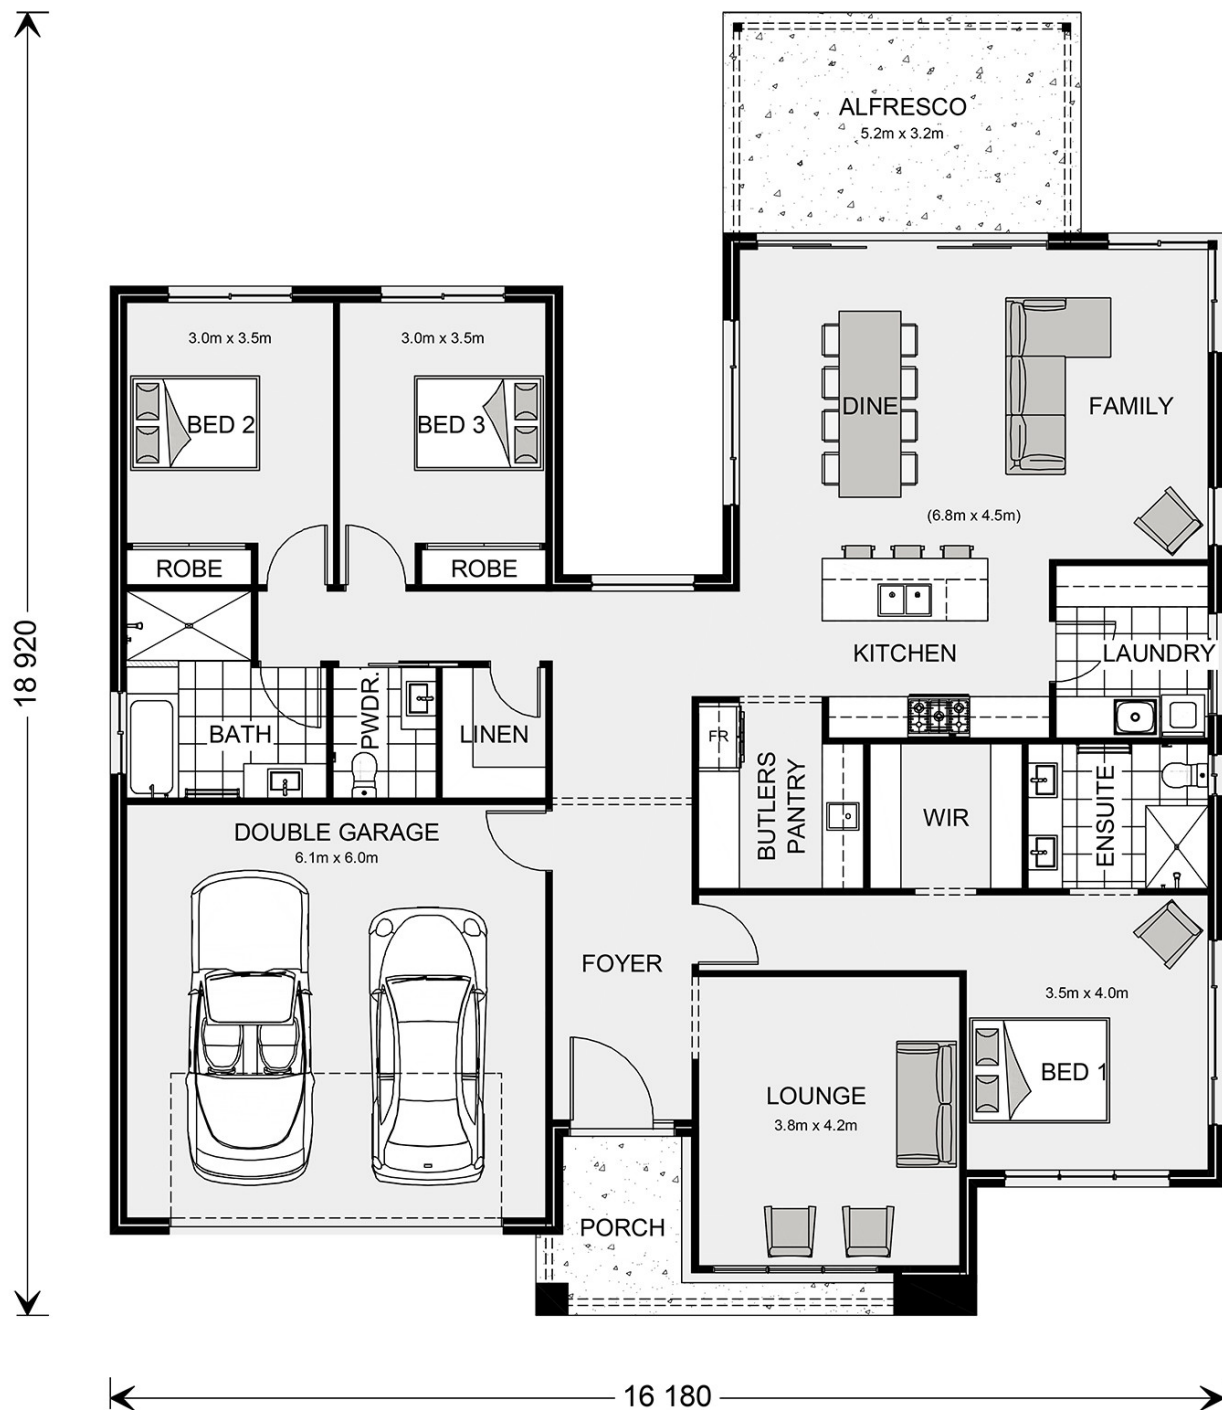 ALFRESCO
5.2m x 3.2m
3.0m x 3.5m
3.0m x 3.5m
BED 2
BED 3
DINE
FAMILY
(6.8m x 4.5m)
ROBE
ROBE
KITCHEN
LAUNDRY
18 920
BATH
PWDR.
LINEN
FR
BUTLERS
PANTRY
WIR
ENSUITE
DOUBLE GARAGE
6.1m x 6.0m
FOYER
3.5m x 4.0m
BED 1
LOUNGE
3.8m x 4.2m
PORCH
16 180